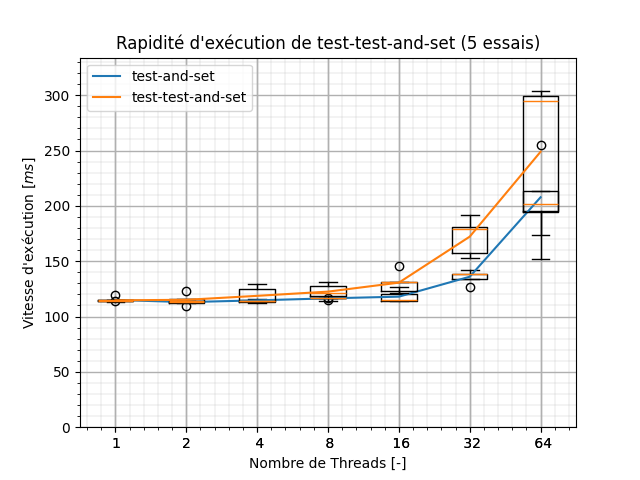 Rapidité d'exécution de test-test-and-set (5 essais)
test-and-set
test-test-and-set
300
250
200
150
100
50
0
Vitesse d'exécution [ms]
1 2 4 8 16 32 64
Nombre de Threads [-]